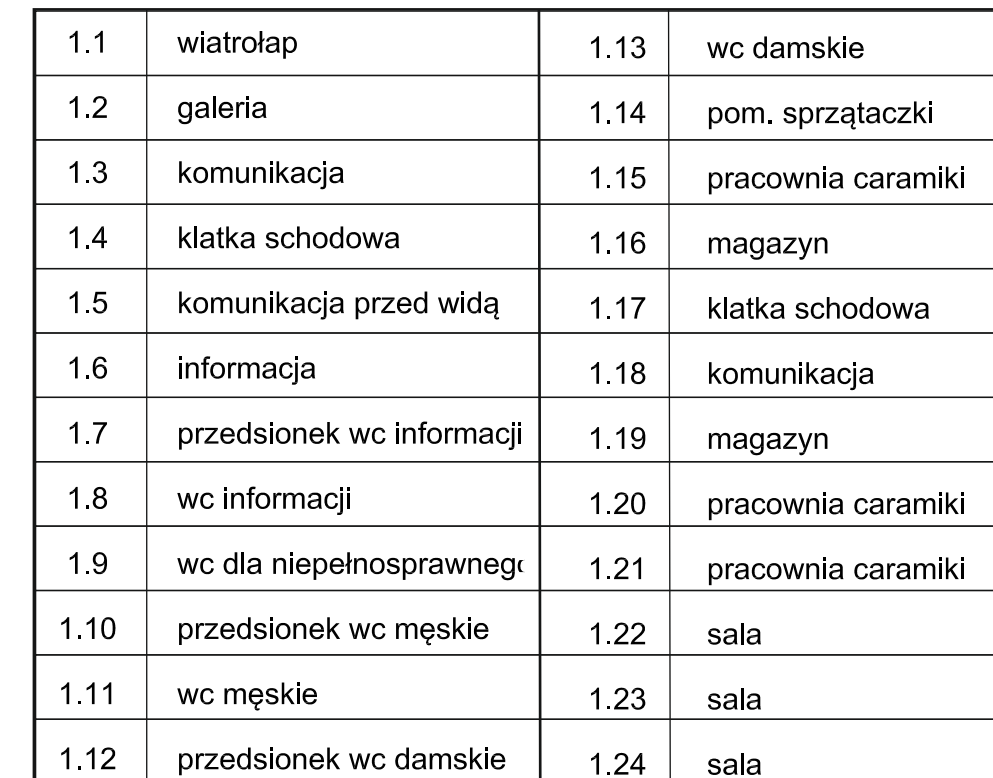 1.1 wiatrołap 1.13 wc damskie
1.2 galeria 1.14 pom. sprzątaczki
1.3 komunikacja 1.15 pracownia caramiki
1.4 klatka schodowa 1.16 magazyn
1.5 komunikacja przed widą 1.17 klatka schodowa
1.6 informacja 1.18 komunikacja
1.7 przedsionek wc informacji 1.19 magazyn
1.8 wc informacji 1.20 pracownia caramiki
1.9 wc dla niepełnosprawnego 1.21 pracownia caramiki
1.10 przedsionek wc męskie 1.22 sala
1.11 wc męskie 1.23 sala
1.12 przedsionek wc damskie 1.24 sala